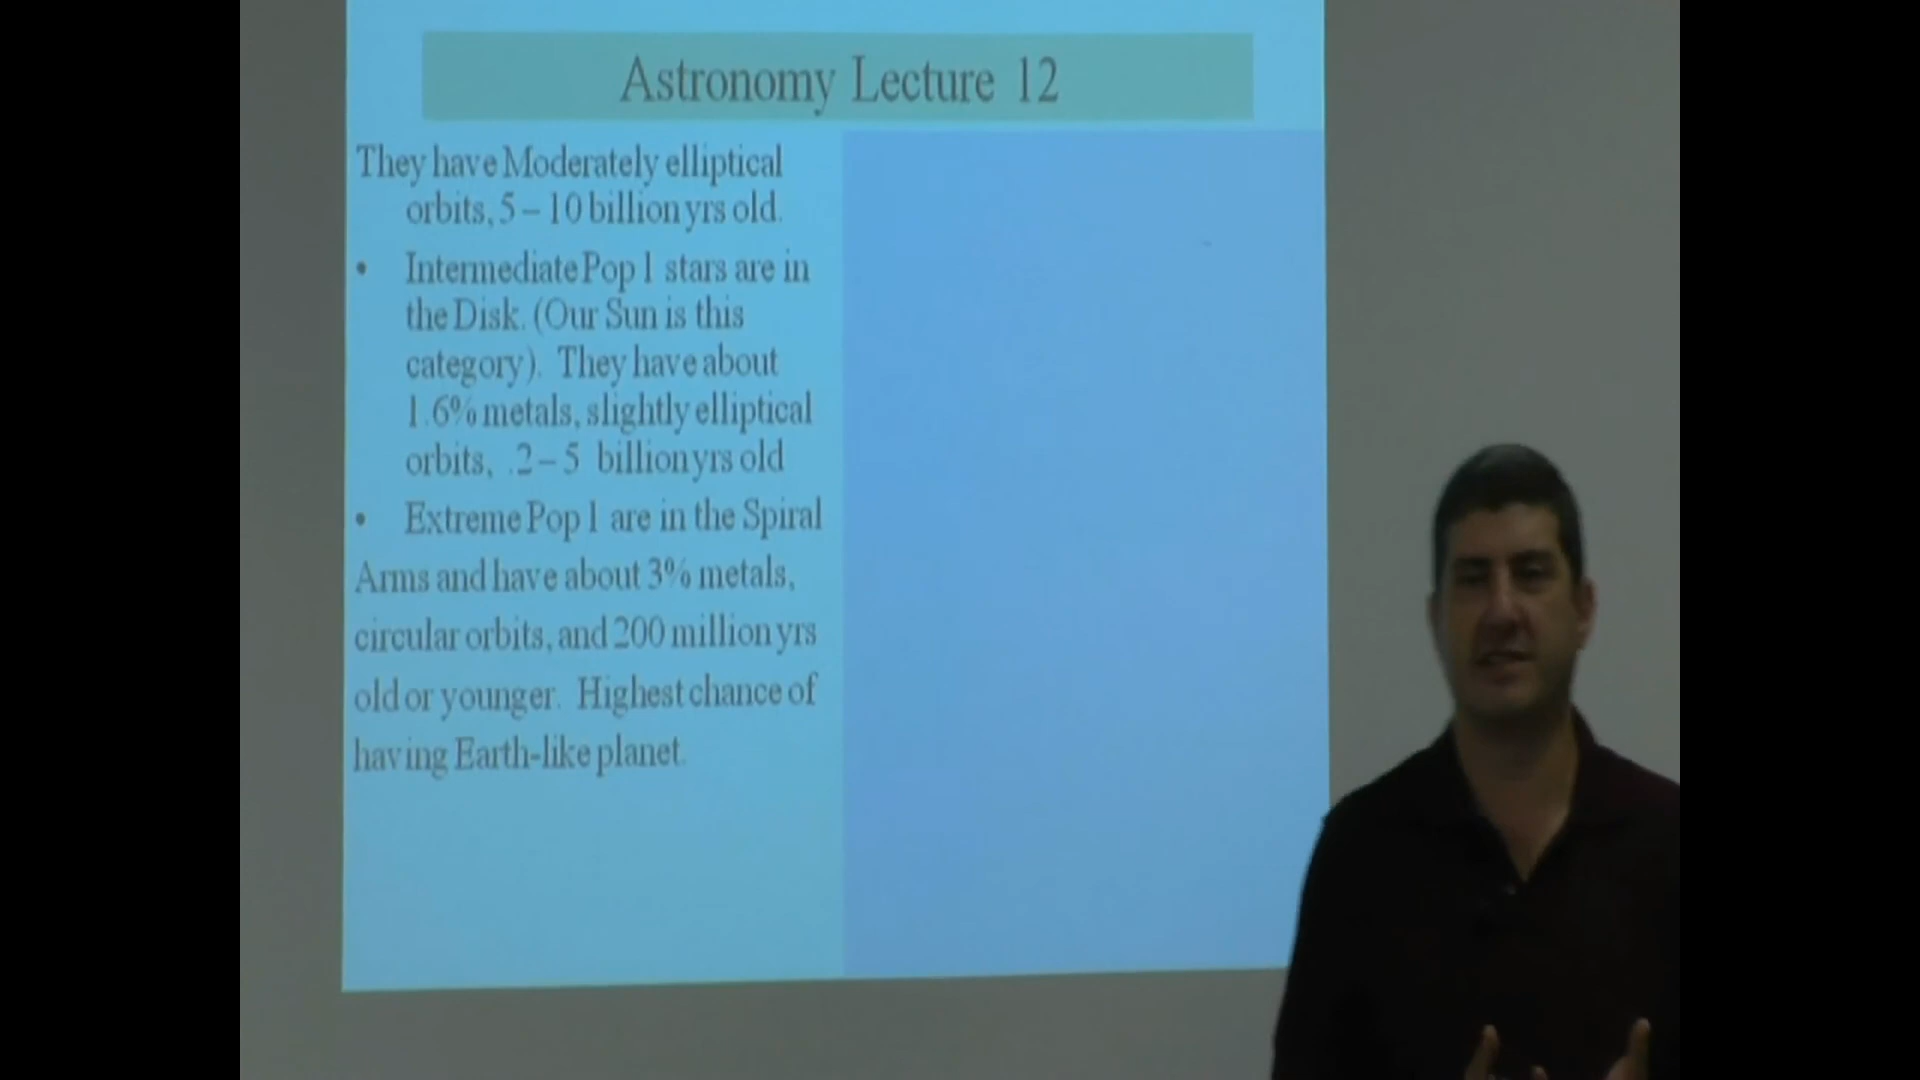 Astronomy Lecture 12
They have Moderately elliptical
orbits, 5 – 10 billion yrs old.
• Intermediate Pop I stars are in
the Disk. (Our Sun is this
category). They have about
1.6% metals, slightly elliptical
orbits, .2 – 5 billion yrs old
• Extreme Pop I are in the Spiral
Arms and have about 3% metals,
circular orbits, and 200 million yrs
old or younger. Highest chance of
having Earth-like planet.